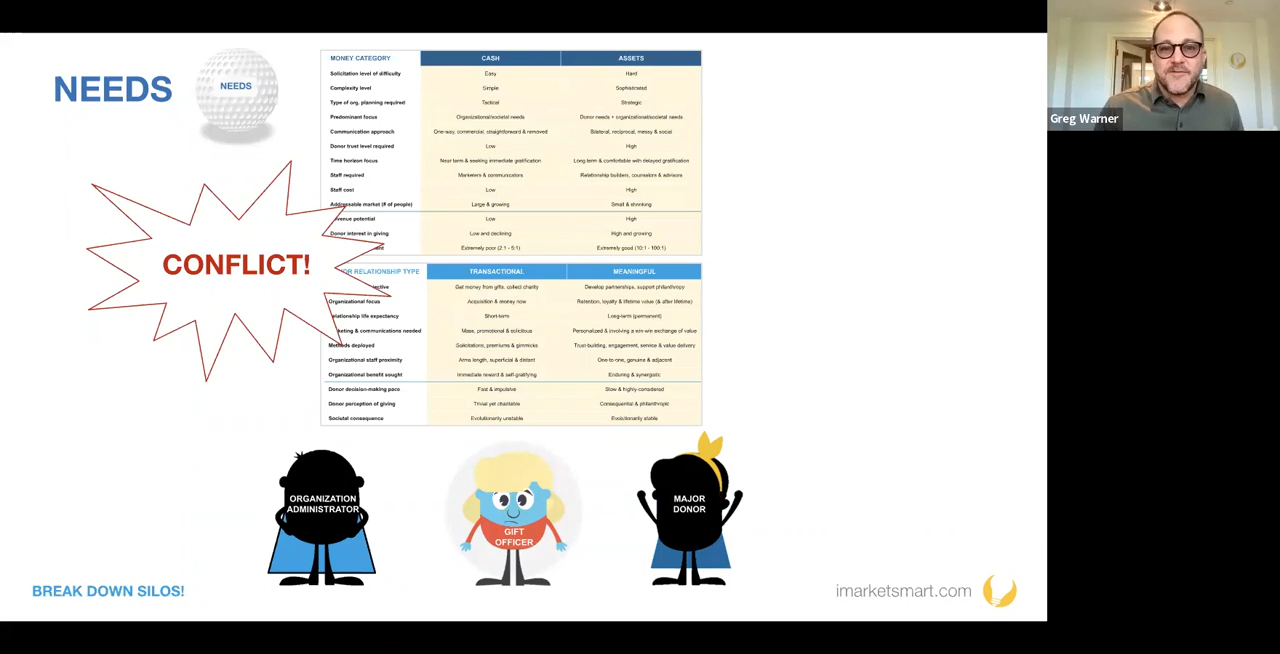 NEEDS
NEEDS
MONEY CATEGORY CASH ASSETS
Solicitation level of difficulty Easy Hard
Complexity level Simple Sophisticated
Type of org. planning required Tactical Strategic
Predominant focus Organizational/societal needs Donor needs + organizational/societal needs
Communication approach One-way, commercial, straightforward & removed Bilateral, reciprocal, messy & social
Donor trust level required Low High
Time horizon focus Near term & seeking immediate gratification Long term & comfortable with delayed gratification
Staff required Marketers & communicators Relationship builders, counselors & advisors
Staff cost Low High
Addressable market (# of people) Large & growing Small & shrinking
potential Low High
Donor interest in giving Low and declining High and growing
Extremely poor (2:1 - 5:1) Extremely good (10:1 - 100:1)
CONFLICT!
RELATIONSHIP TYPE TRANSACTIONAL MEANINGFUL
Get money from gifts, collect charity Develop partnerships, support philanthropy
Organizational focus Acquisition & money now Retention, loyalty & lifetime value (& after lifetime)
Relationship life expectancy Short-term Long-term (permanent)
& communications needed Mass, promotional & solicitous Personalized & involving a win-win exchange of value
Methods deployed Solicitations, premiums & gimmicks Trust-building, engagement, service & value delivery
Organizational staff proximity Arms length, superficial & distant One-to-one, genuine & adjacent
Organizational benefit sought Immediate reward & self-gratifying Enduring & synergistic
Donor decision-making pace Fast & impulsive Slow & highly-considered
Donor perception of giving Trivial yet charitable Consequential & philanthropic
Societal consequence Evolutionarily unstable Evolutionarily stable
ORGANIZATION
ADMINISTRATOR
GIFT
OFFICER
MAJOR
DONOR
BREAK DOWN SILOS!
imarketsmart.com
Greg Warner